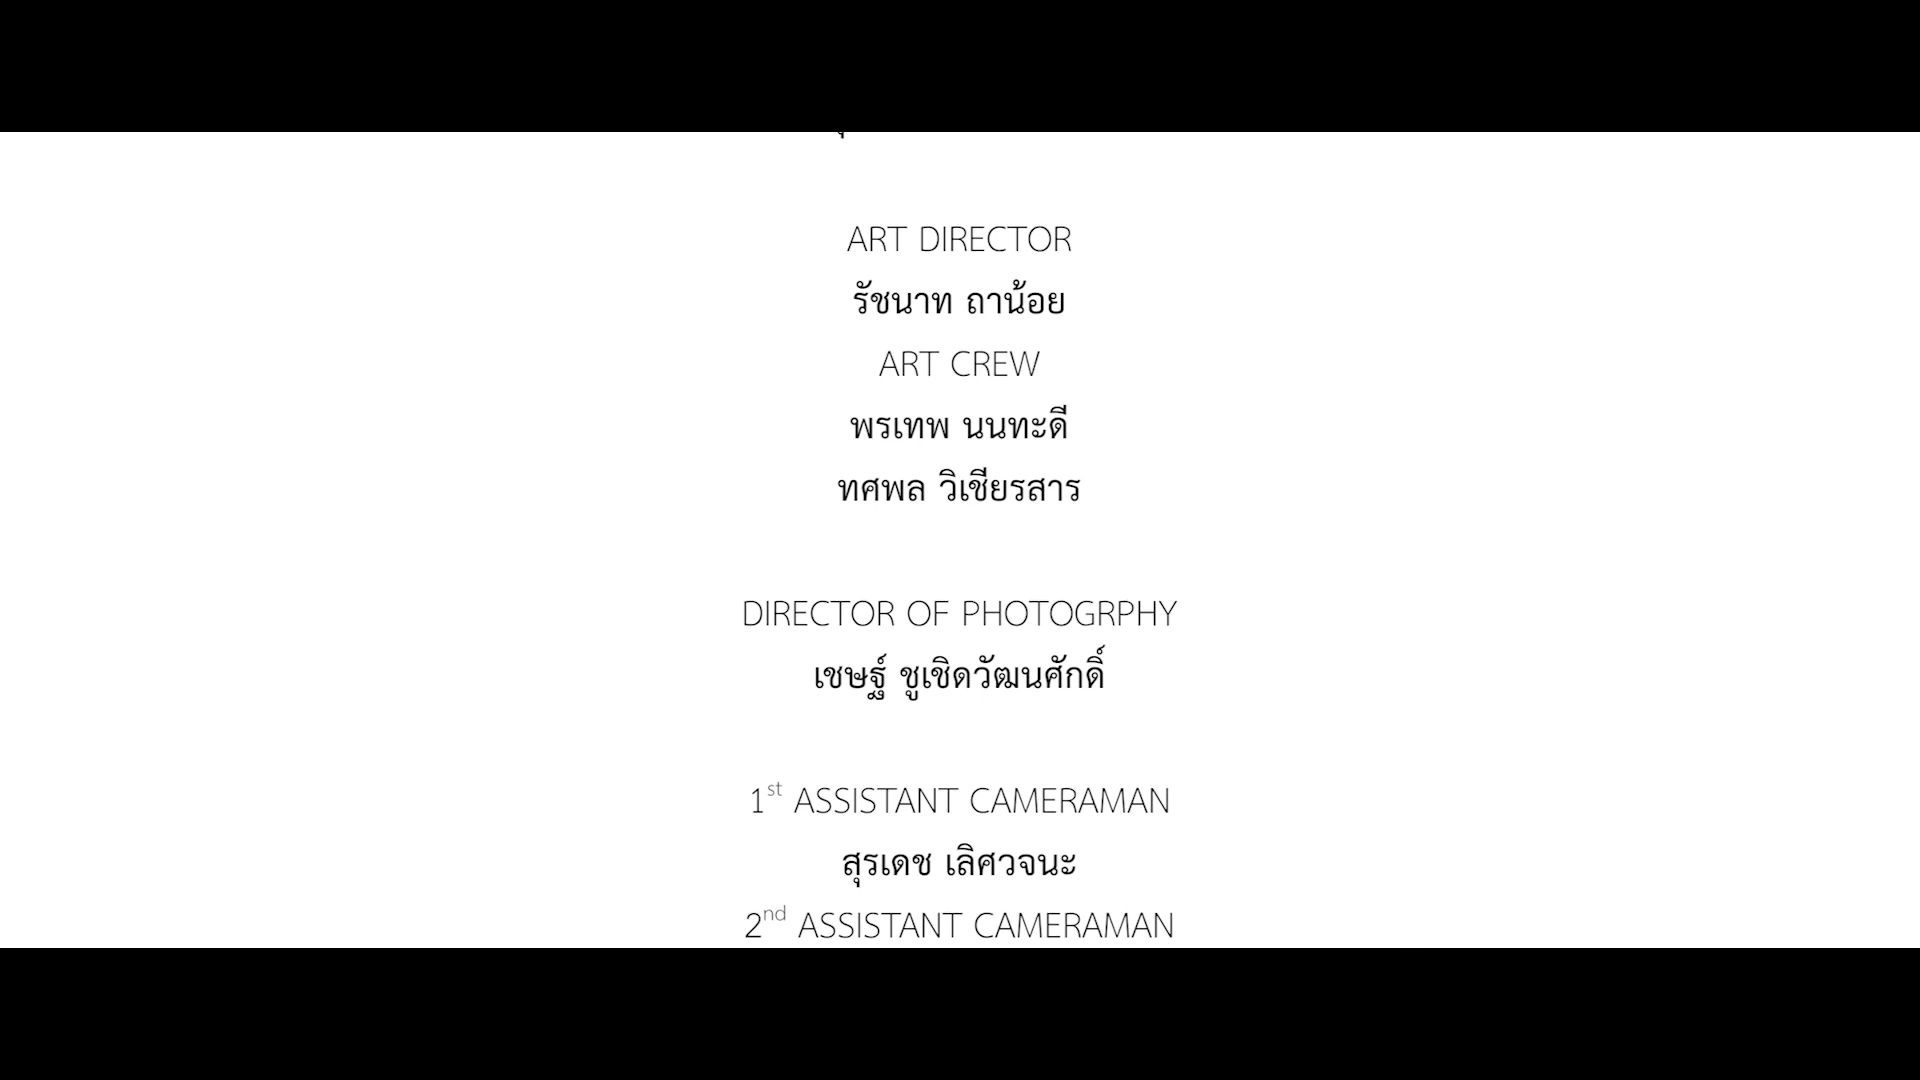 ART DIRECTOR
รัชนาท ถาน้อย
ART CREW
พรเทพ นนทะดี
ทศพล วิเชียรสาร
DIRECTOR OF PHOTOGRPHY
เชษฐ์ ชูเชิดวัฒนศักดิ์
1st ASSISTANT CAMERAMAN
สุรเดช เลิศวจนะ
2nd ASSISTANT CAMERAMAN